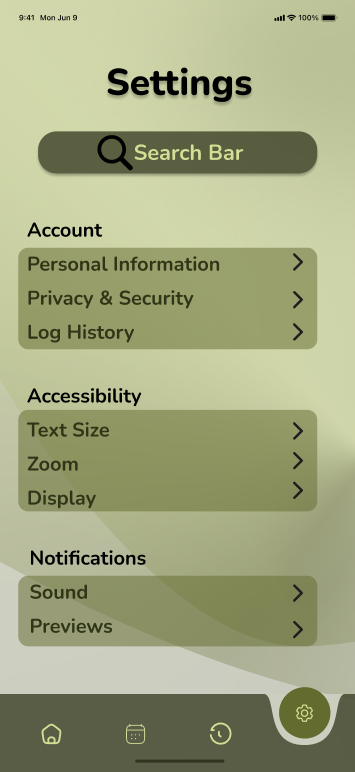 9:41 Mon Jun 9 100%
Settings
Search Bar
Account
Personal Information
Privacy & Security
Log History
Accessibility
Text Size
Zoom
Display
Notifications
Sound
Previews